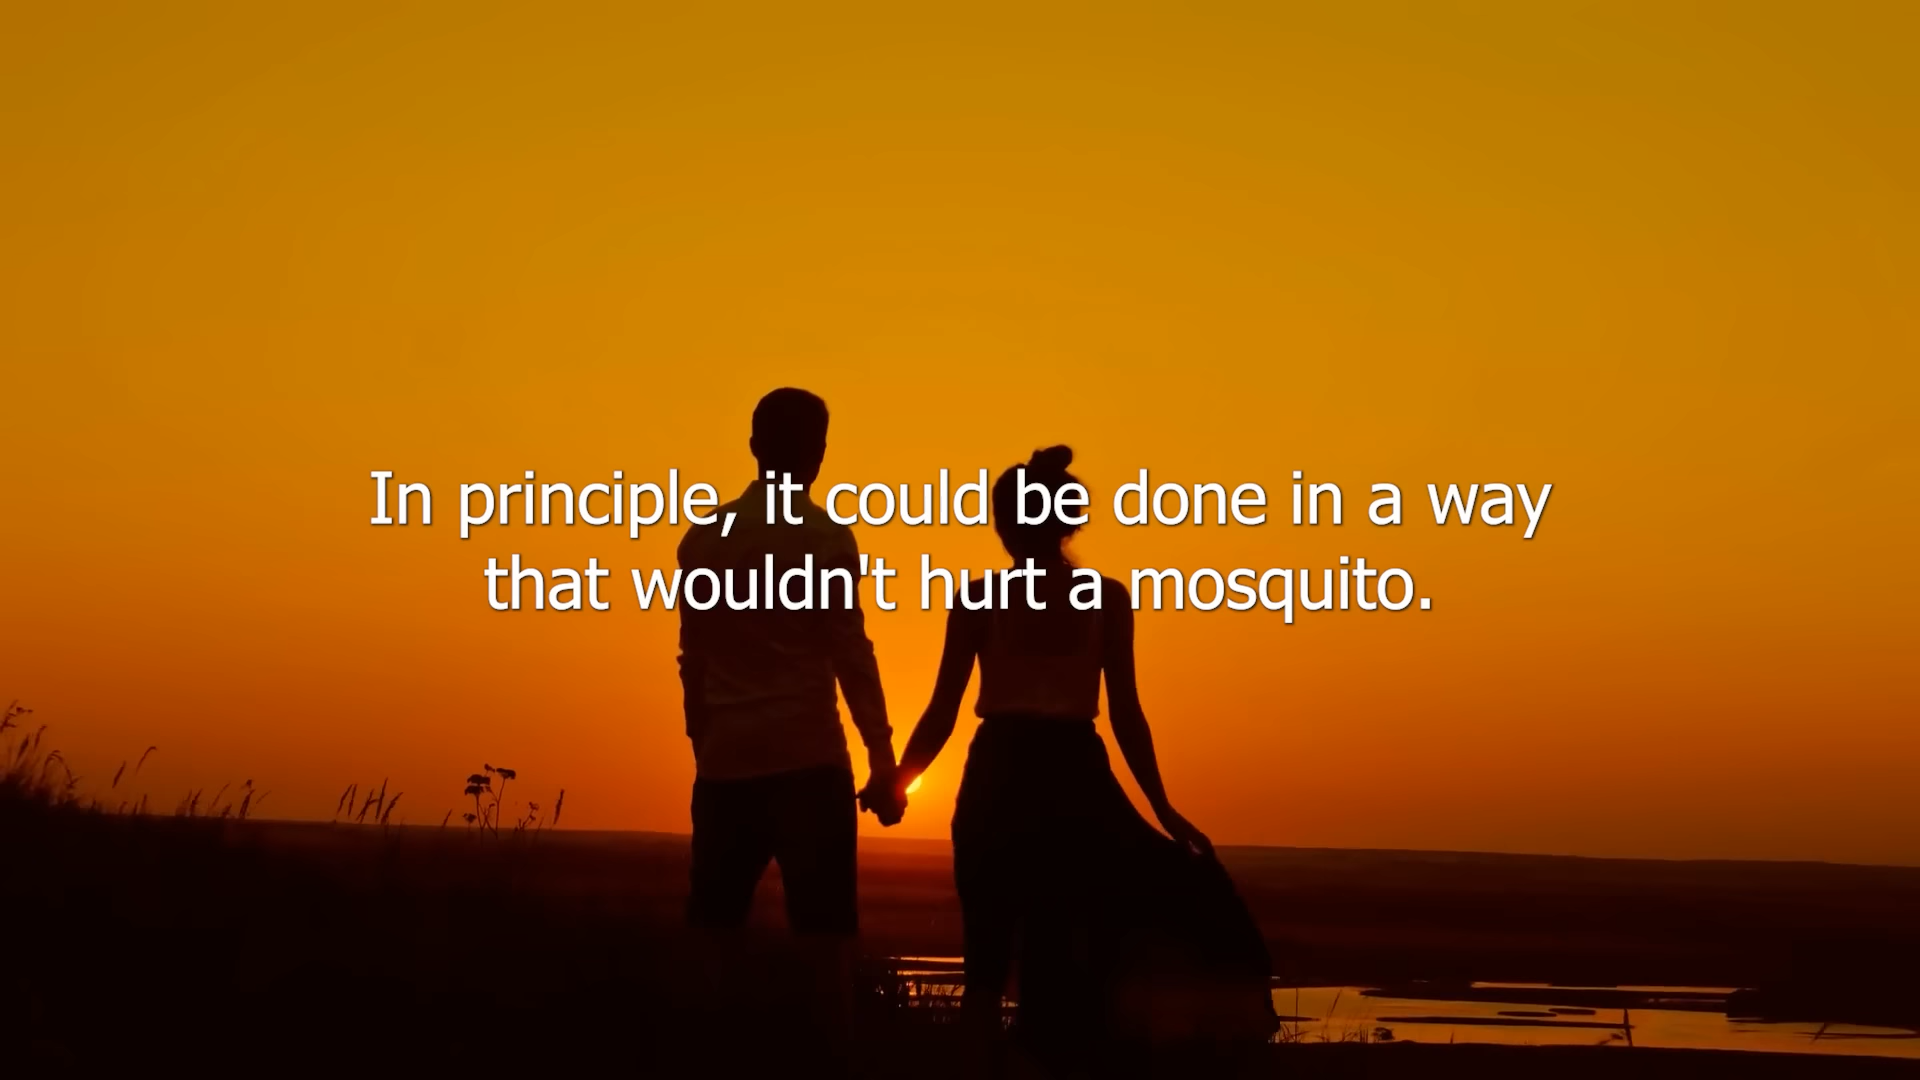 In principle, it could be done in a way
that wouldn't hurt a mosquito.